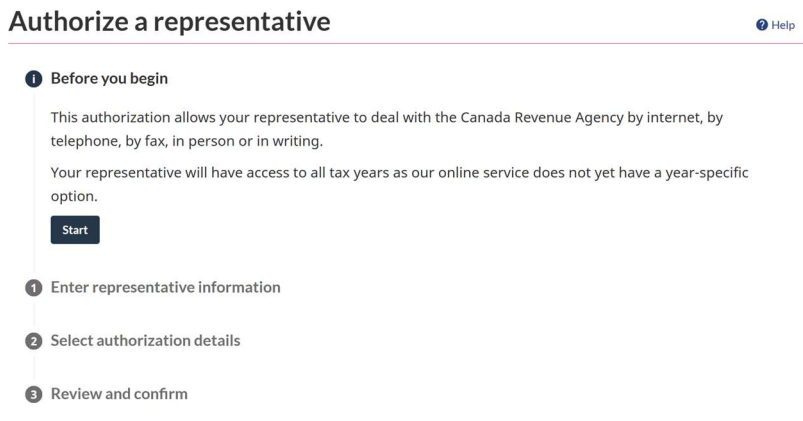 Authorize a representative
Help
Before you begin
This authorization allows your representative to deal with the Canada Revenue Agency by internet, by
telephone, by fax, in person or in writing.
Your representative will have access to all tax years as our online service does not yet have a year-specific
option.
Start
1 Enter representative information
2 Select authorization details
3 Review and confirm